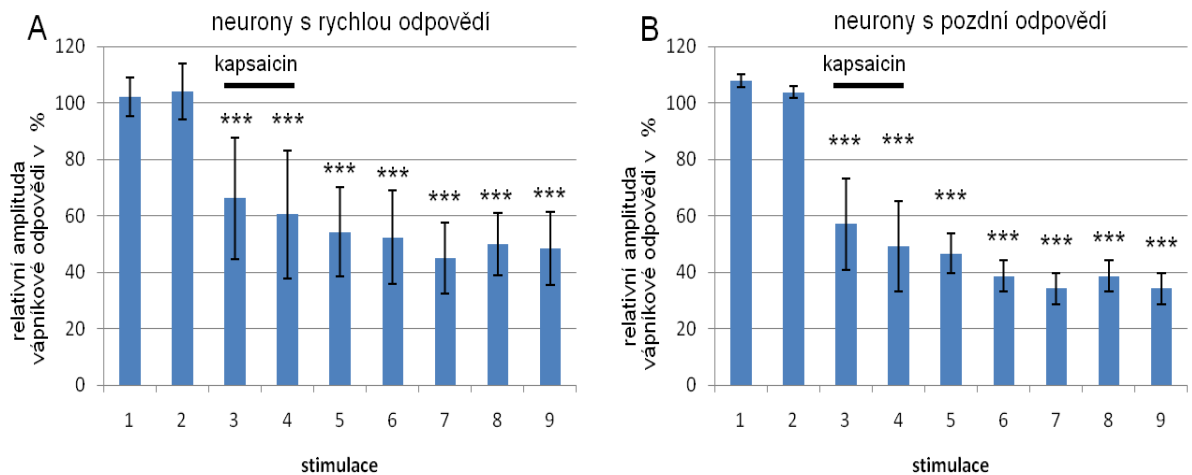 A
neurony s rychlou odpovědí
relativní amplituda
vápníkové odpovědí v %
120
100
80
60
40
20
0
kapsaicin
*** *** *** *** *** *** ***
1 2 3 4 5 6 7 8 9
stimulace
B
neurony s pozdní odpovědí
relativní amplituda
vápníkové odpovědí v %
120
100
80
60
40
20
0
kapsaicin
*** *** *** *** *** *** ***
1 2 3 4 5 6 7 8 9
stimulace